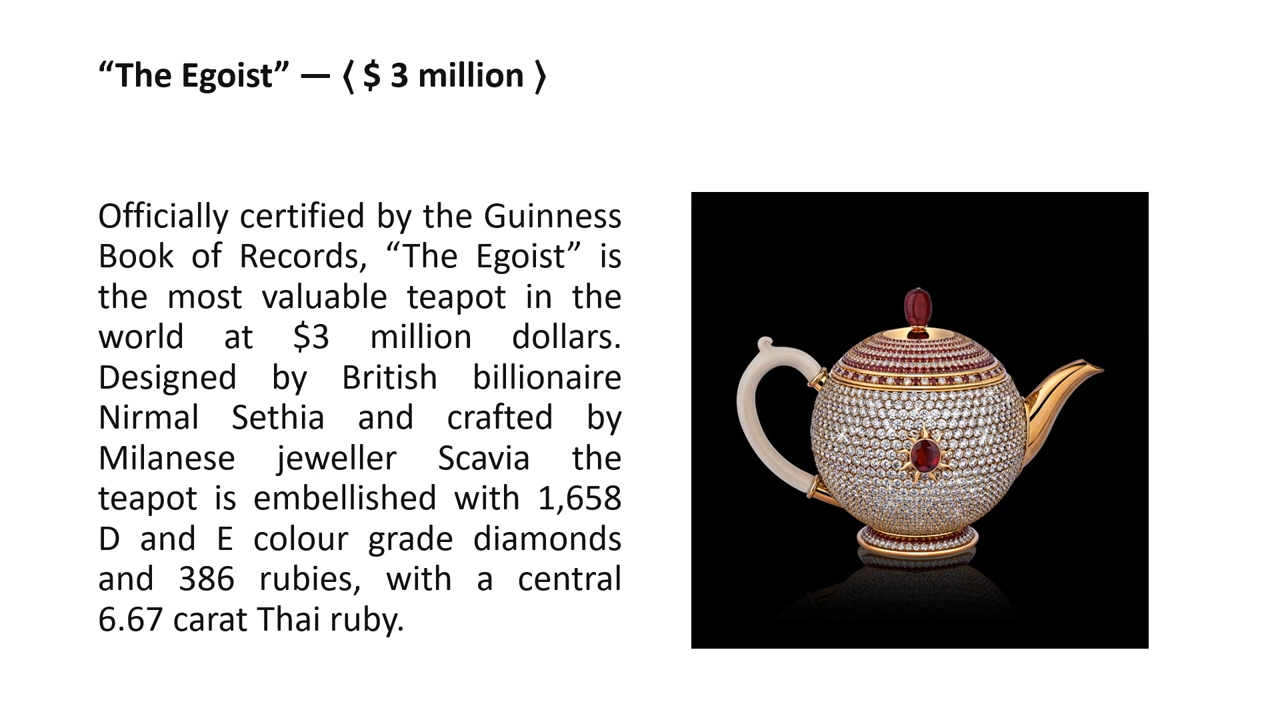 “The Egoist” — ⟨ $ 3 million ⟩
Officially certified by the Guinness
Book of Records, “The Egoist” is
the most valuable teapot in the
world at $3 million dollars.
Designed by British billionaire
Nirmal Sethia and crafted by
Milanese jeweller Scavia the
teapot is embellished with 1,658
D and E colour grade diamonds
and 386 rubies, with a central
6.67 carat Thai ruby.